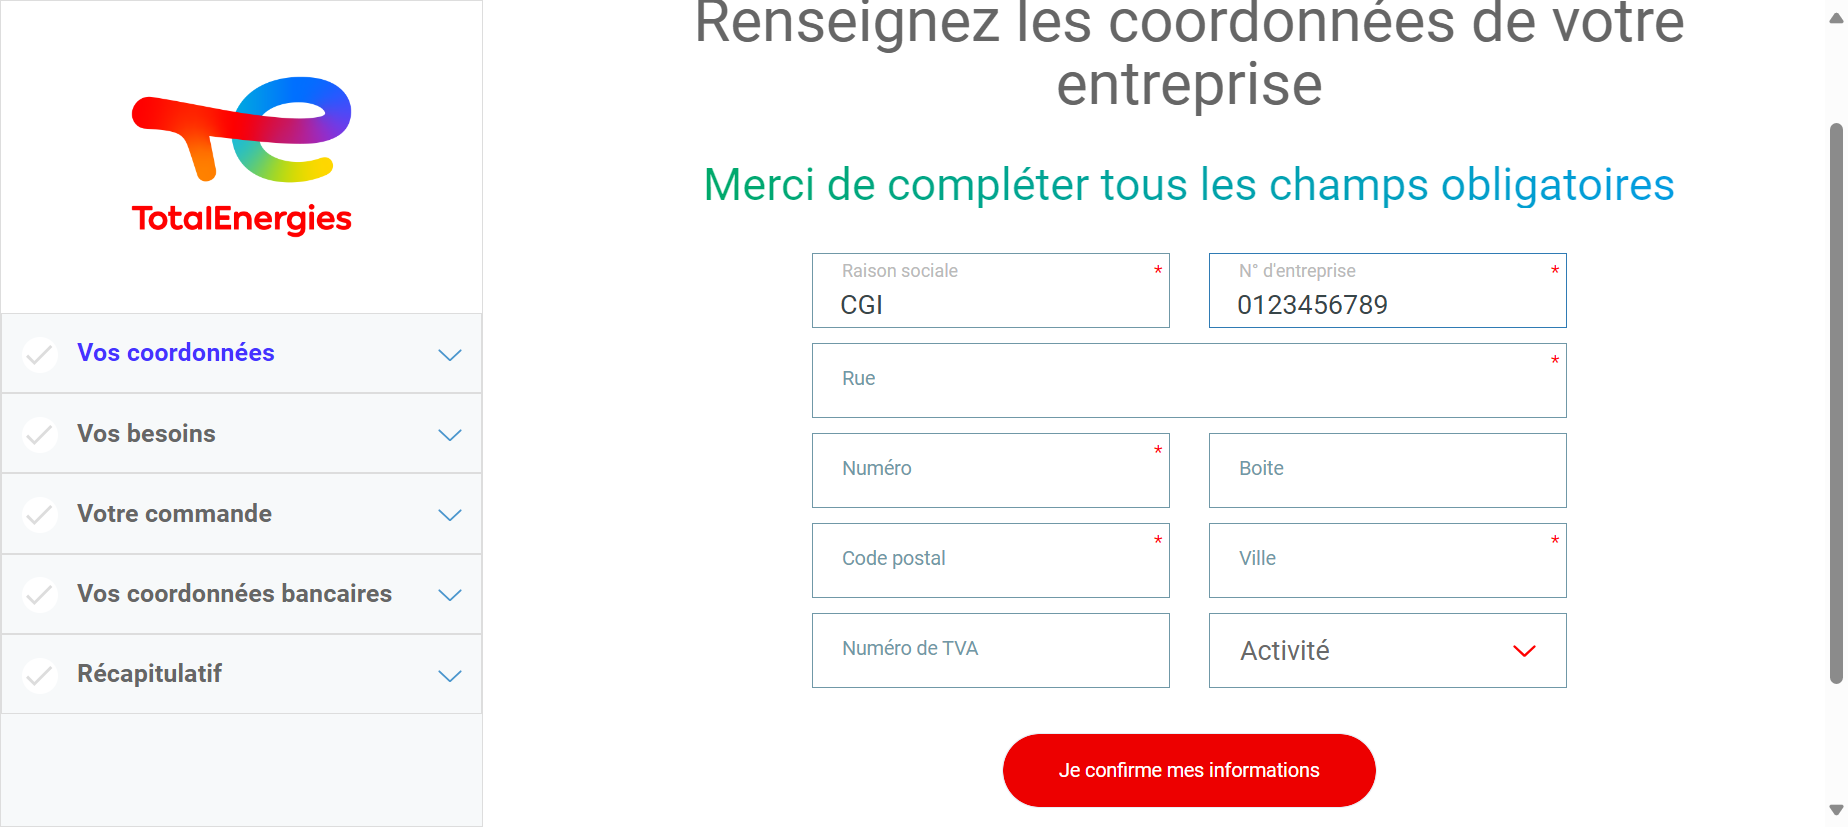 TotalEnergies
Vos coordonnées
Vos besoins
Votre commande
Vos coordonnées bancaires
Récapitulatif
Renseignez les coordonnées de votre
entreprise
Merci de compléter tous les champs obligatoires
Raison sociale *
CGI
N° d'entreprise *
0123456789
Rue *
Numéro *
Boite
Code postal *
Ville *
Numéro de TVA
Activité
Je confirme mes informations